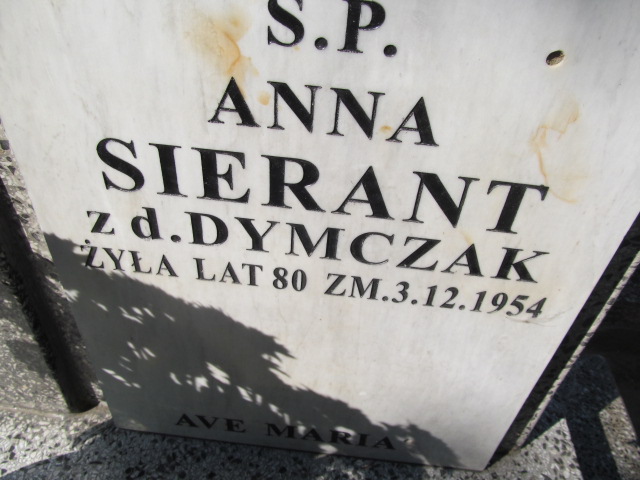 S.P.
ANNA
SIERANT
z d. DYMCZAK
ŻYŁA LAT 80 ZM. 3.12.1954
AVE MARIA